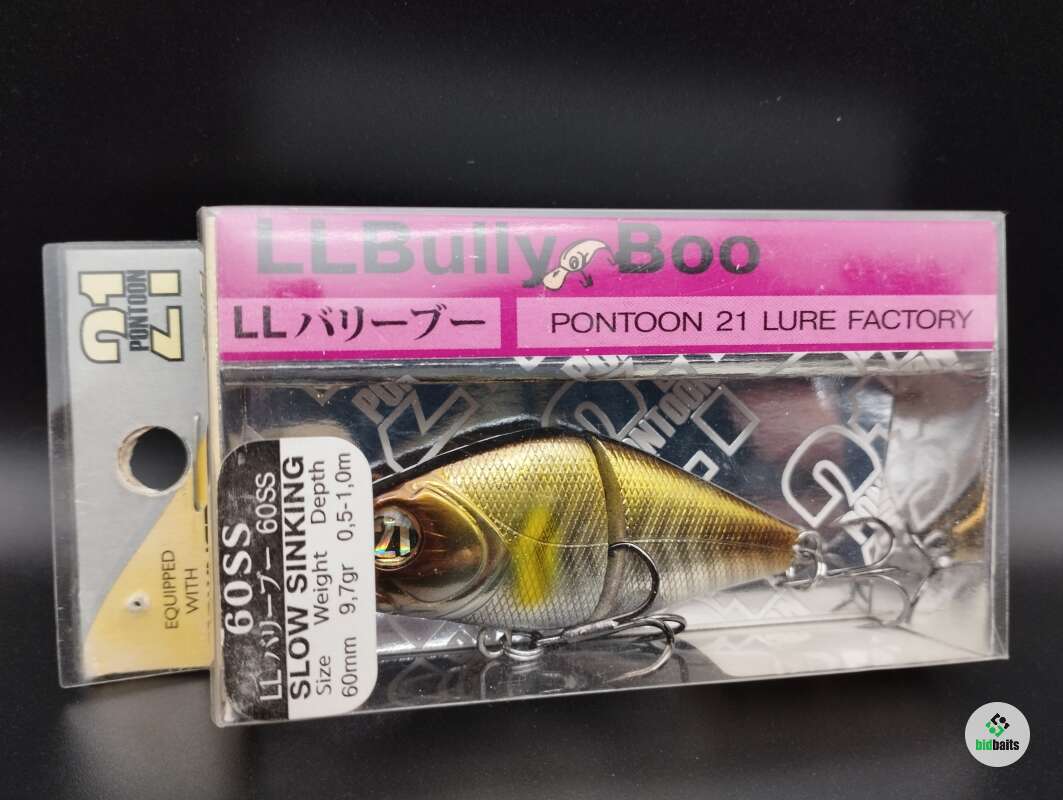 LLBully Boo
LLバリーブー
PONTOON 21 LURE FACTORY
21
PONTOON
EQUIPPED
WITH
60SS
LLバリーブー 60SS
SLOW SINKING
Size Weight Depth
60mm 9,7gr 0,5-1,0m
21
PONTOON
bidbaits